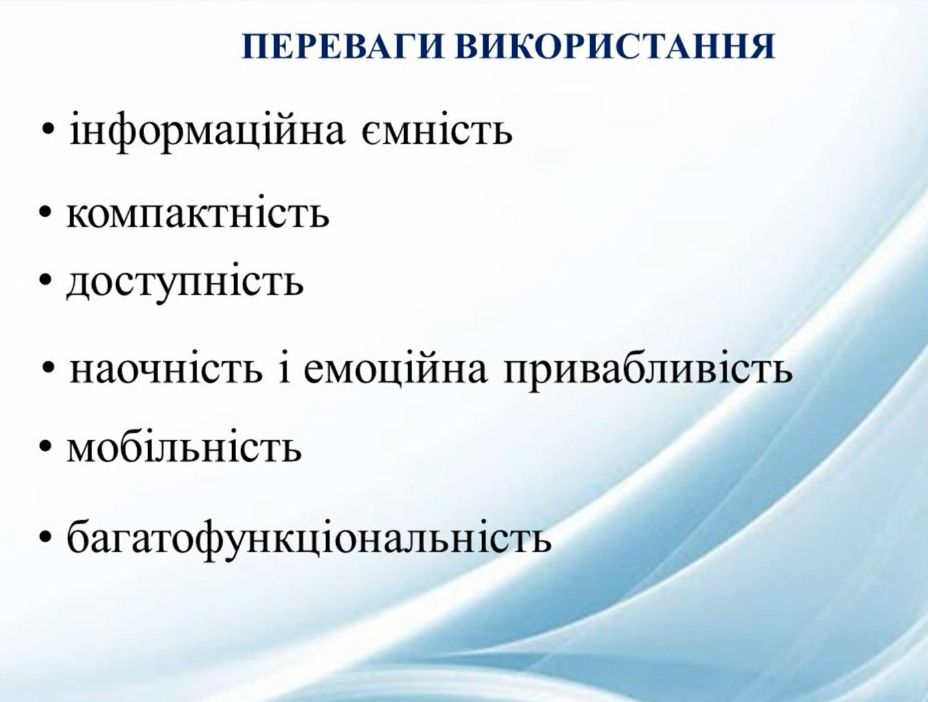 ПЕРЕВАГИ ВИКОРИСТАННЯ
• інформаційна ємність
• компактність
• доступність
• наочність і емоційна привабливість
• мобільність
• багатофункціональність